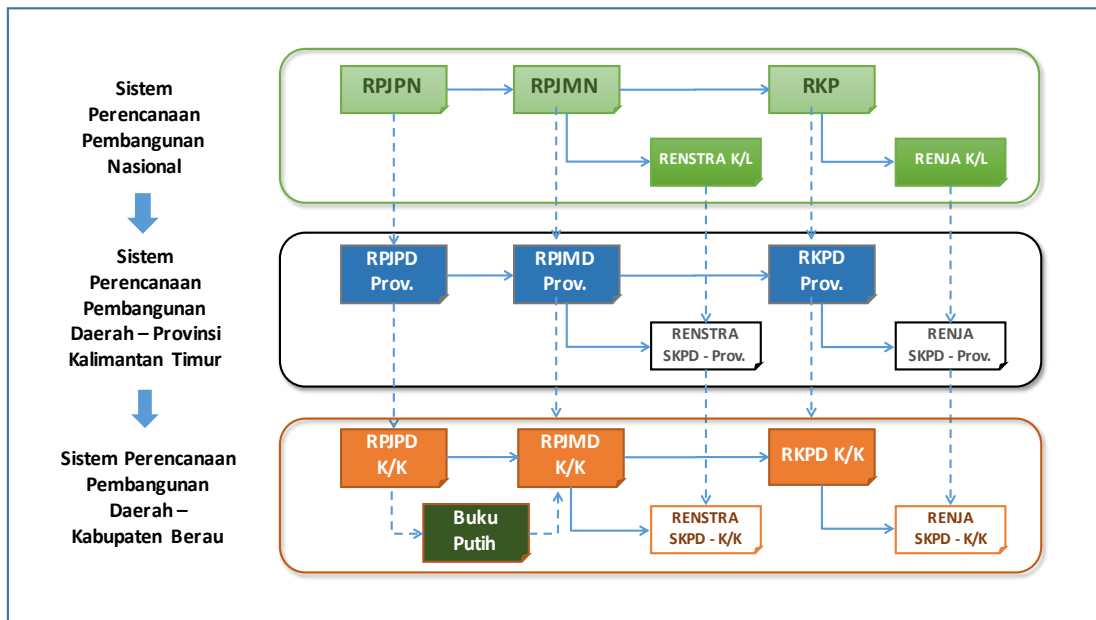 Sistem
Perencanaan
Pembangunan
Nasional
RPJPN
RPJMN
RKP
RENSTRA K/L
RENJA K/L
Sistem
Perencanaan
Pembangunan
Daerah – Provinsi
Kalimantan Timur
RPJPD
Prov.
RPJMD
Prov.
RKPD
Prov.
RENSTRA
SKPD - Prov.
RENJA
SKPD - Prov.
Sistem Perencanaan
Pembangunan
Daerah –
Kabupaten Berau
RPJPD
K/K
RPJMD
K/K
RKPD K/K
Buku
Putih
RENSTRA
SKPD - K/K
RENJA
SKPD - K/K